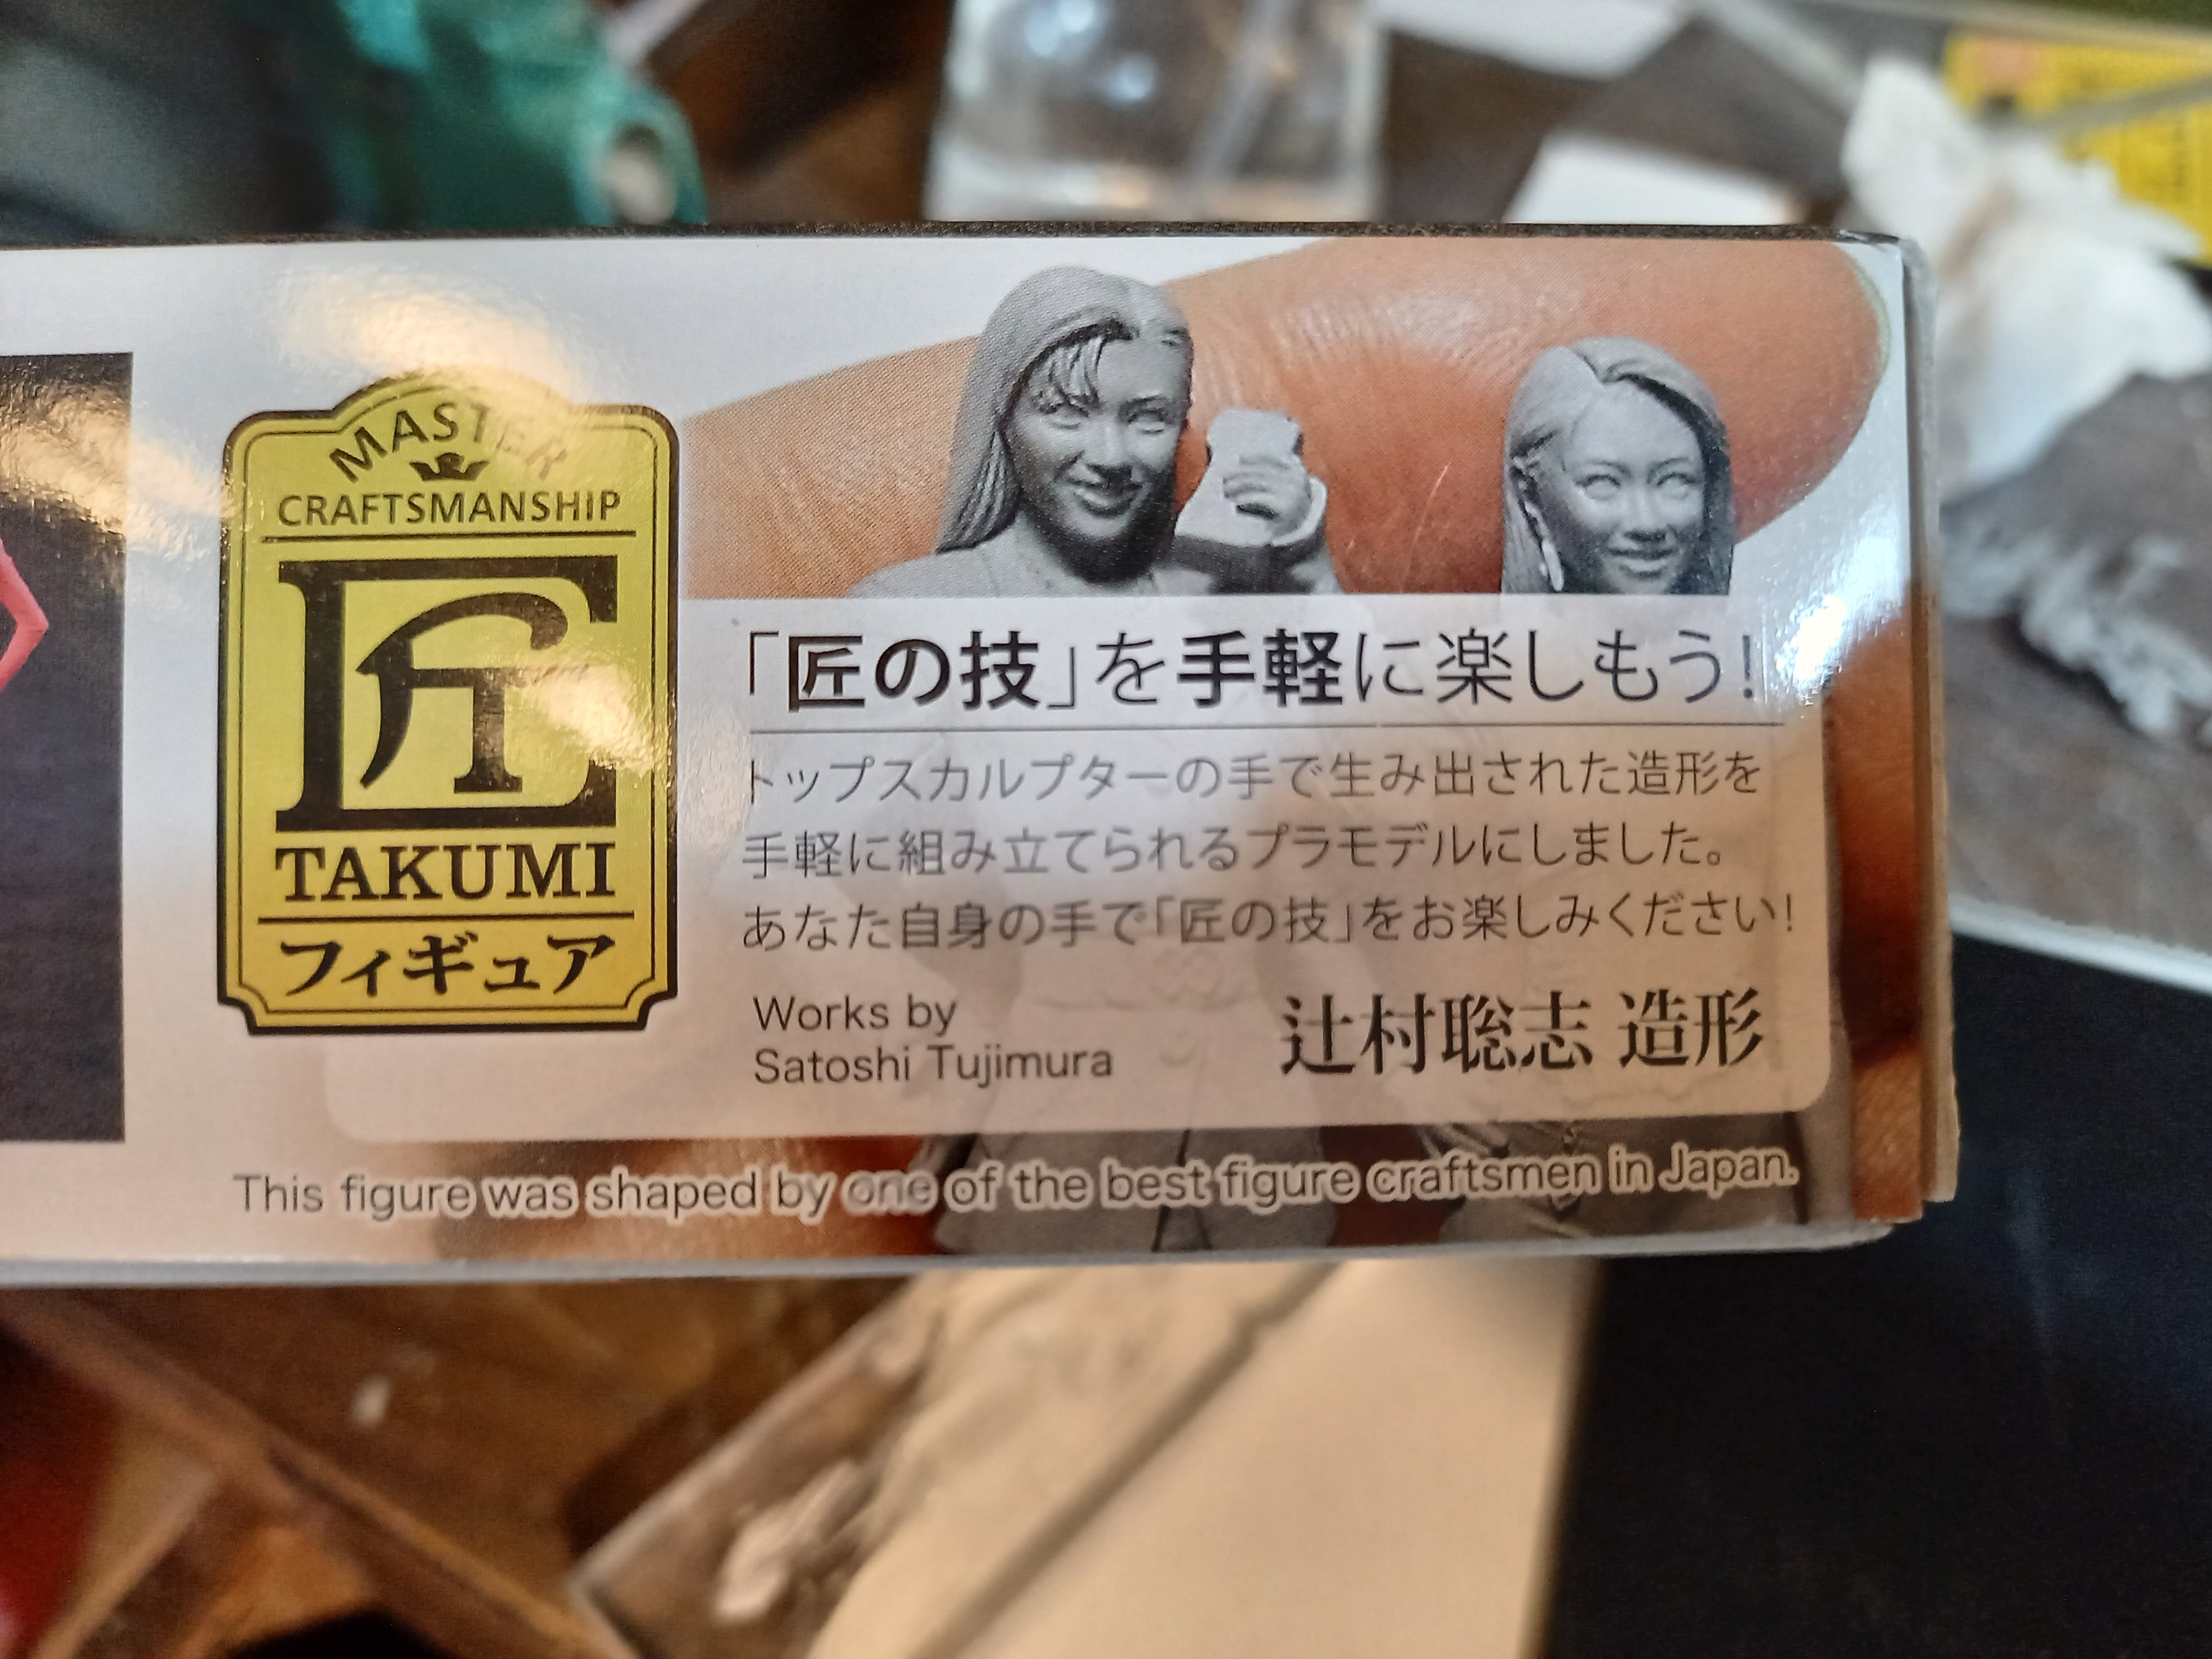 MASTER
CRAFTSMANSHIP
匠
TAKUMI
フィギュア
「匠の技」を手軽に楽しもう!
トップスカルプターの手で生み出された造形を
手軽に組み立てられるプラモデルにしました。
あなた自身の手で「匠の技」をお楽しみください!
Works by
Satoshi Tujimura
辻村聡志 造形
This figure was shaped by one of the best figure craftsmen in Japan.